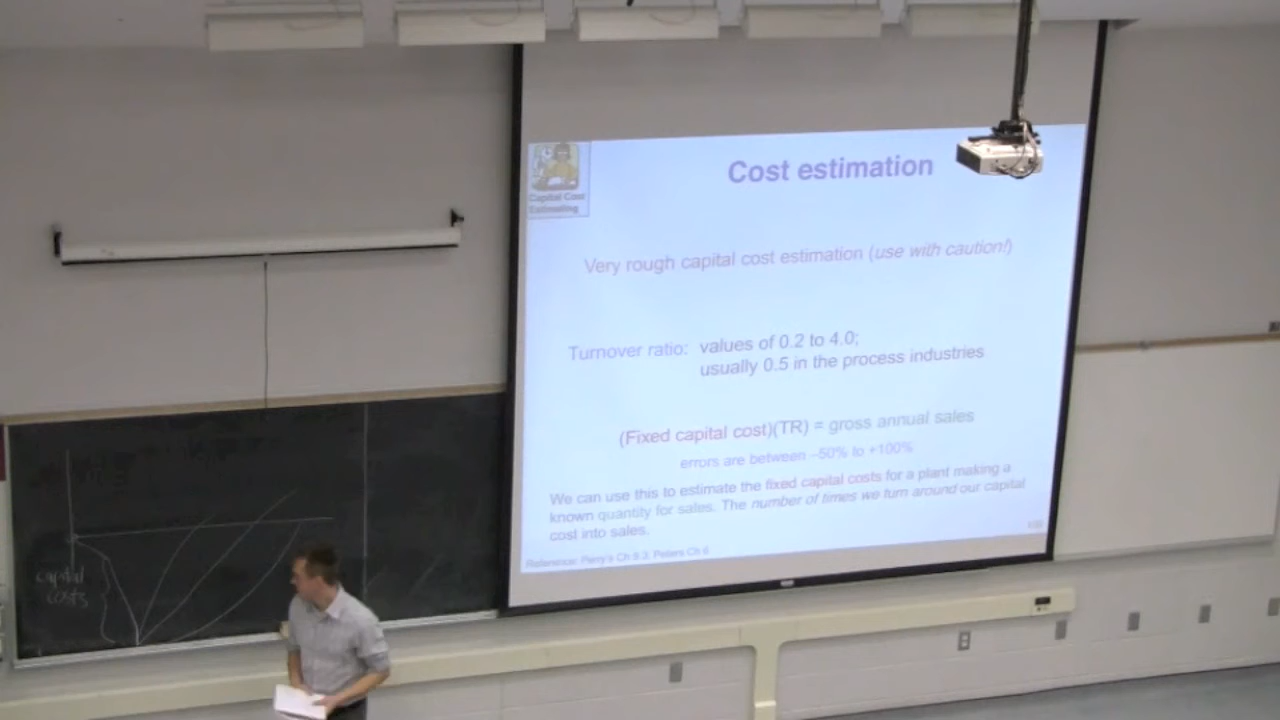 Capital Cost
Estimating
Cost estimation
Very rough capital cost estimation (use with caution!)
Turnover ratio: values of 0.2 to 4.0;
usually 0.5 in the process industries
(Fixed capital cost)(TR) = gross annual sales
errors are between –50% to +100%
We can use this to estimate the fixed capital costs for a plant making a
known quantity for sales. The number of times we turn around our capital
cost into sales.
Reference: Perry's Ch 9.3, Peters Ch 6
capital
costs